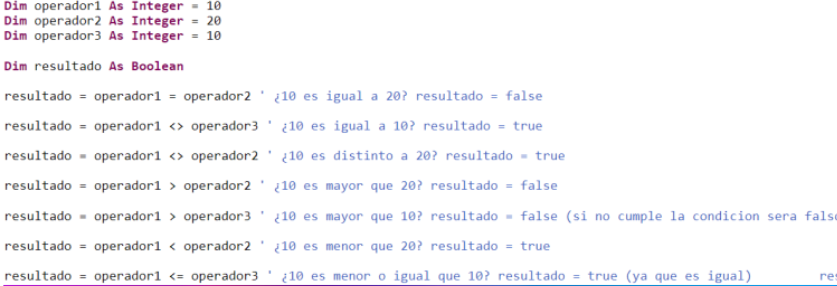 Dim operador1 As Integer = 10
Dim operador2 As Integer = 20
Dim operador3 As Integer = 10
Dim resultado As Boolean
resultado = operador1 = operador2 ' ¿10 es igual a 20? resultado = false
resultado = operador1 <> operador3 ' ¿10 es igual a 10? resultado = true
resultado = operador1 <> operador2 ' ¿10 es distinto a 20? resultado = true
resultado = operador1 > operador2 ' ¿10 es mayor que 20? resultado = false
resultado = operador1 > operador3 ' ¿10 es mayor que 10? resultado = false (si no cumple la condicion sera
resultado = operador1 < operador2 ' ¿10 es menor que 20? resultado = true
resultado = operador1 <= operador3 ' ¿10 es menor o igual que 10? resultado = true (ya que es igual)